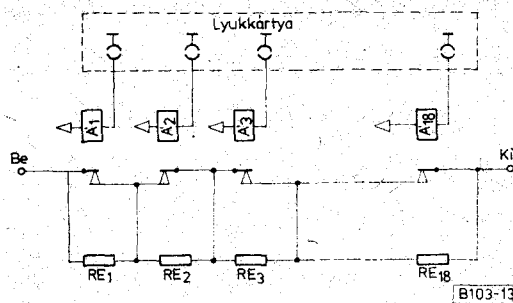 Lyukkártya
A1 A2 A3 A18
Be Ki
RE1 RE2 RE3 RE18
B103-13